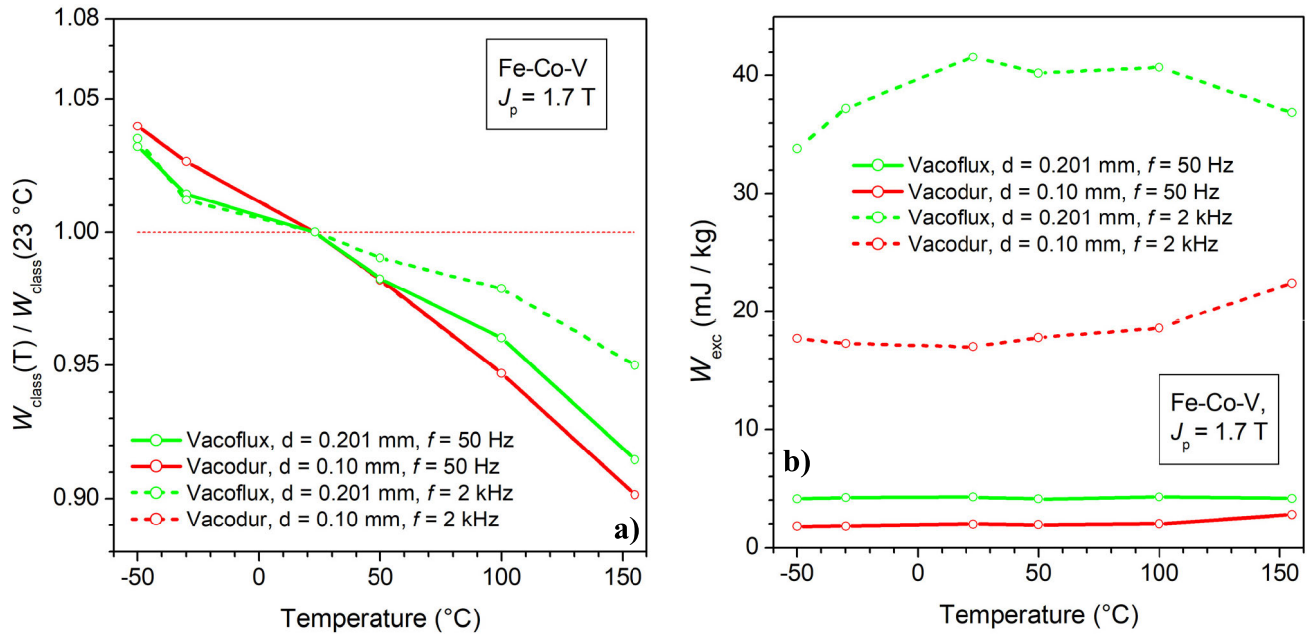 1.08
1.05
1.00
0.95
0.90
W_class(T) / W_class(23 °C)
Fe-Co-V
J_p = 1.7 T
Vacoflux, d = 0.201 mm, f = 50 Hz
Vacodur, d = 0.10 mm, f = 50 Hz
Vacoflux, d = 0.201 mm, f = 2 kHz
Vacodur, d = 0.10 mm, f = 2 kHz
a)
-50 0 50 100 150
Temperature (°C)
40
30
20
10
0
W_exc (mJ / kg)
Vacoflux, d = 0.201 mm, f = 50 Hz
Vacodur, d = 0.10 mm, f = 50 Hz
Vacoflux, d = 0.201 mm, f = 2 kHz
Vacodur, d = 0.10 mm, f = 2 kHz
Fe-Co-V,
J_p = 1.7 T
b)
-50 0 50 100 150
Temperature (°C)